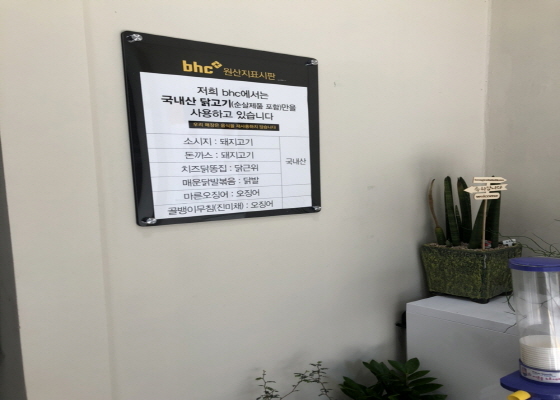 bhc 원산지표시판
저희 bhc에서는
국내산 닭고기(순살제품 포함)만을
사용하고 있습니다
소시지 : 돼지고기
돈까스 : 돼지고기
치즈닭똥집 : 닭근위
매운닭발볶음 : 닭발
국내산
마른오징어 : 오징어
골뱅이무침(진미채) : 오징어